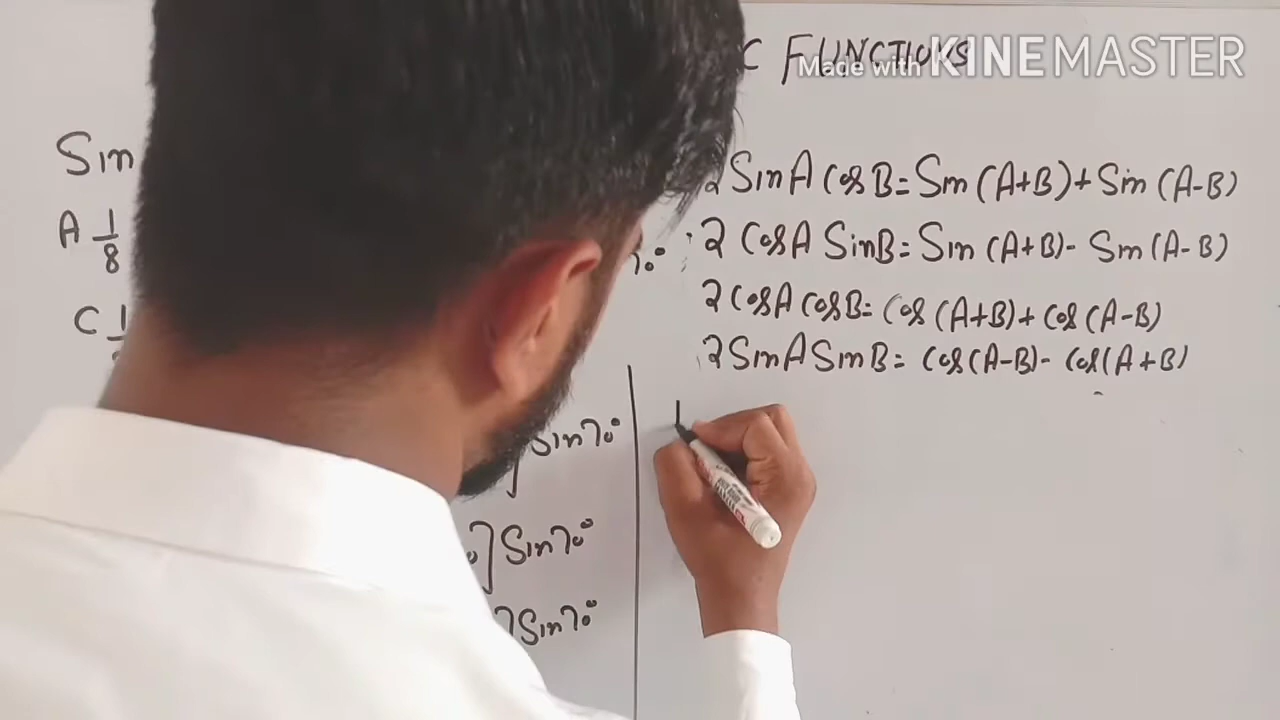 C FUNCTIONS
Made with KINEMASTER
Sin
A 1/8
C
2 Sin A Cos B = Sin (A+B) + Sin (A-B)
2 Cos A Sin B = Sin (A+B) - Sin (A-B)
2 Cos A Cos B = Cos (A+B) + Cos (A-B)
2 Sin A Sin B = Cos (A-B) - Cos (A+B)
Sin 70°
] Sin 70°
] Sin 70°